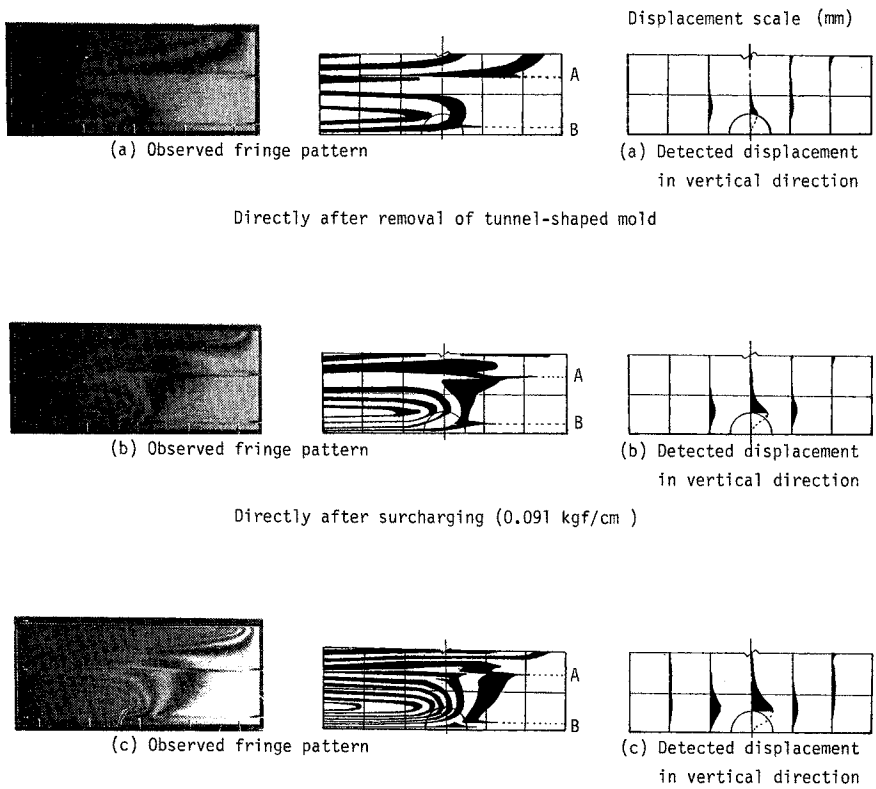 Displacement scale (mm)
A
B
(a) Observed fringe pattern
(a) Detected displacement
in vertical direction
Directly after removal of tunnel-shaped mold
A
B
(b) Observed fringe pattern
(b) Detected displacement
in vertical direction
Directly after surcharging (0.091 kgf/cm )
A
B
(c) Observed fringe pattern
(c) Detected displacement
in vertical direction